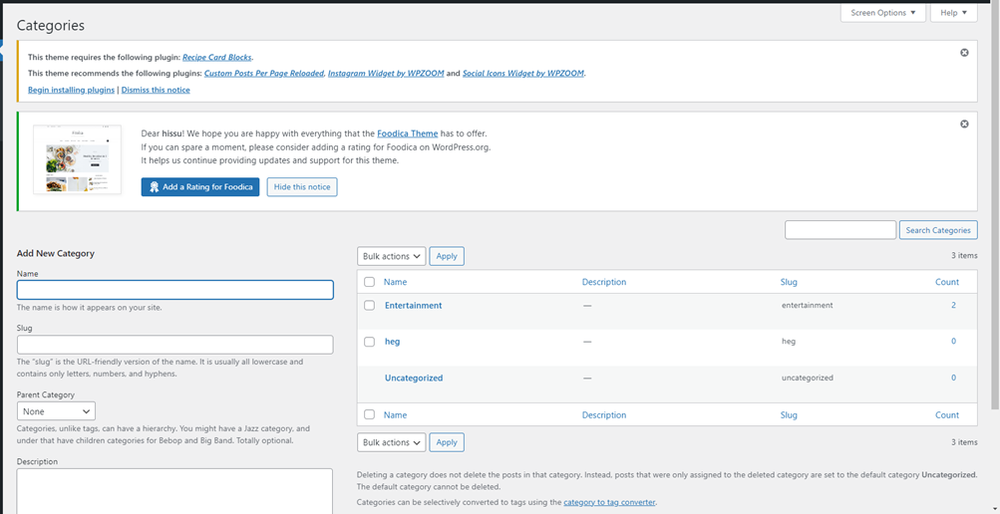 Screen Options ▼
Help ▼
Categories
This theme requires the following plugin: Recipe Card Blocks.
This theme recommends the following plugins: Custom Posts Per Page Reloaded, Instagram Widget by WPZOOM and Social Icons Widget by WPZOOM.
Begin installing plugins | Dismiss this notice
Dear hissu! We hope you are happy with everything that the Foodica Theme has to offer.
If you can spare a moment, please consider adding a rating for Foodica on WordPress.org.
It helps us continue providing updates and support for this theme.
Add a Rating for Foodica
Hide this notice
Search Categories
Add New Category
Name
The name is how it appears on your site.
Slug
The "slug" is the URL-friendly version of the name. It is usually all lowercase and
contains only letters, numbers, and hyphens.
Parent Category
None
Categories, unlike tags, can have a hierarchy. You might have a Jazz category, and
under that have children categories for Bebop and Big Band. Totally optional.
Description
Bulk actions
Apply
3 items
Name Description Slug Count
Entertainment — entertainment 2
heg — heg 0
Uncategorized — uncategorized 0
Name Description Slug Count
Bulk actions
Apply
3 items
Deleting a category does not delete the posts in that category. Instead, posts that were only assigned to the deleted category are set to the default category Uncategorized.
The default category cannot be deleted.
Categories can be selectively converted to tags using the category to tag converter.